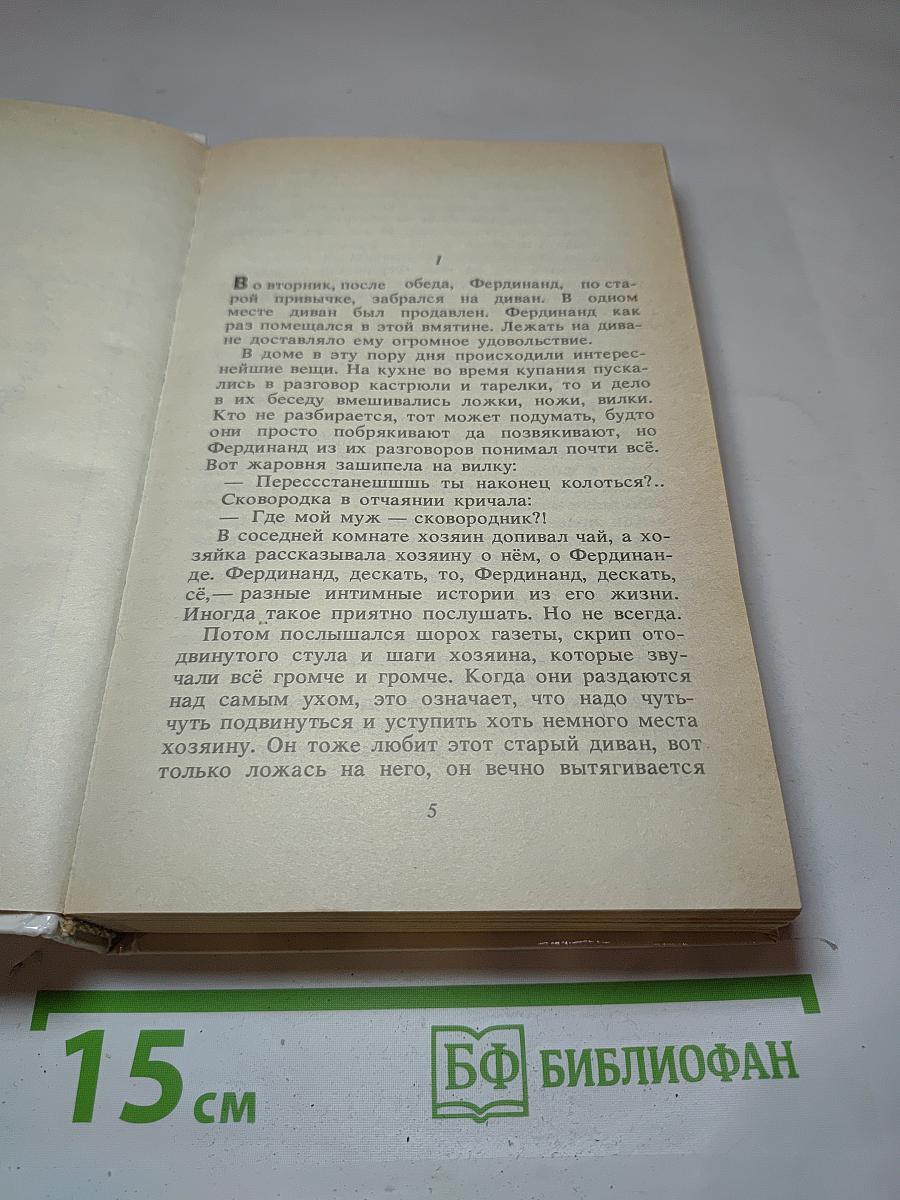 1
Во вторник, после обеда, Фердинанд, по ста-
рой привычке, забрался на диван. В одном
месте диван был продавлен. Фердинанд как
раз помещался в этой вмятине. Лежать на дива-
не доставляло ему огромное удовольствие.
В доме в эту пору дня происходили интерес-
нейшие вещи. На кухне во время купания пуска-
лись в разговор кастрюли и тарелки, то и дело
в их беседу вмешивались ложки, ножи, вилки.
Кто не разбирается, тот может подумать, будто
они просто побрякивают да позвякивают, но
Фердинанд из их разговоров понимал почти всё.
Вот жаровня зашипела на вилку:
— Перессстанешшшь ты наконец колоться?..
Сковородка в отчаянии кричала:
— Где мой муж — сковородник?!
В соседней комнате хозяин допивал чай, а хо-
зяйка рассказывала хозяину о нём, о Фердинан-
де. Фердинанд, дескать, то, Фердинанд, дескать,
сё,— разные интимные истории из его жизни.
Иногда такое приятно послушать. Но не всегда.
Потом послышался шорох газеты, скрип ото-
двинутого стула и шаги хозяина, которые зву-
чали всё громче и громче. Когда они раздаются
над самым ухом, это означает, что надо чуть-
чуть подвинуться и уступить хоть немного места
хозяину. Он тоже любит этот старый диван, вот
только ложась на него, он вечно вытягивается
5
15 см
БФ БИБЛИОФАН